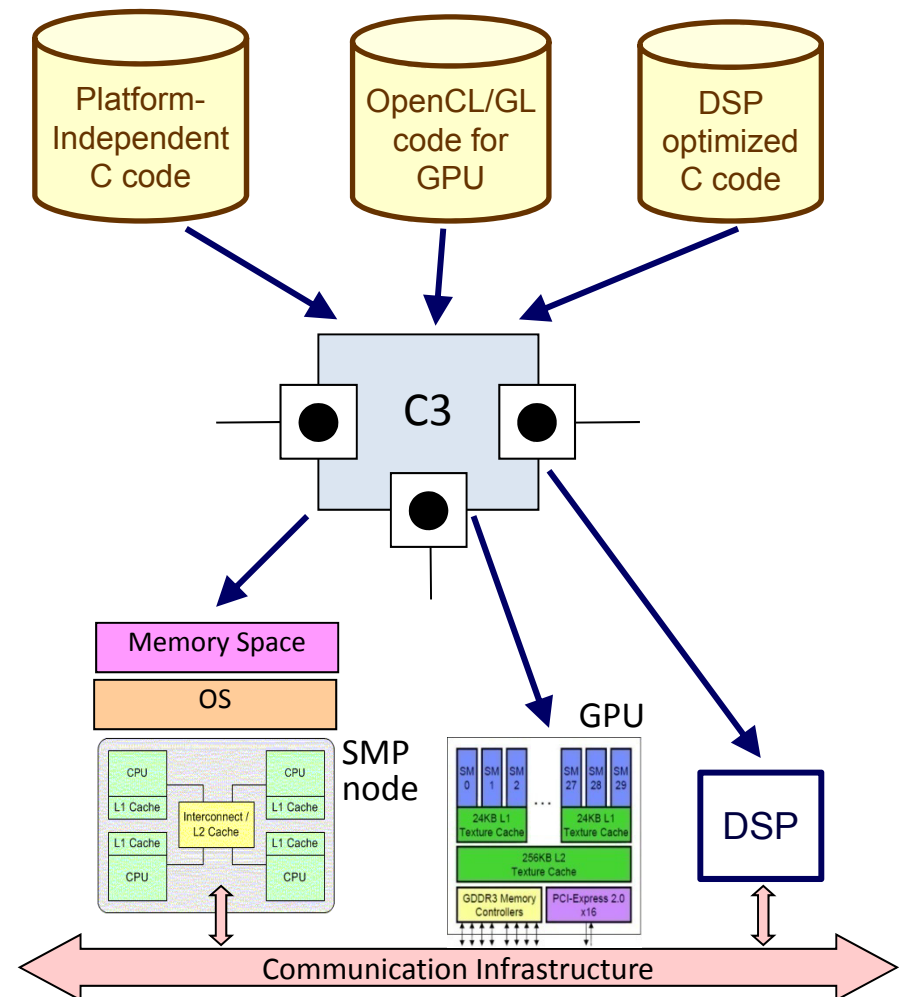 Platform-
Independent
C code
OpenCL/GL
code for
GPU
DSP
optimized
C code
C3
Memory Space
OS
SMP
node
CPU
L1 Cache
CPU
L1 Cache
Interconnect /
L2 Cache
L1 Cache
CPU
L1 Cache
CPU
GPU
SM
0
SM
1
SM
2
...
SM
27
SM
28
SM
29
24KB L1
Texture Cache
24KB L1
Texture Cache
256KB L2
Texture Cache
GDDR3 Memory
Controllers
PCI-Express 2.0
x16
DSP
Communication Infrastructure